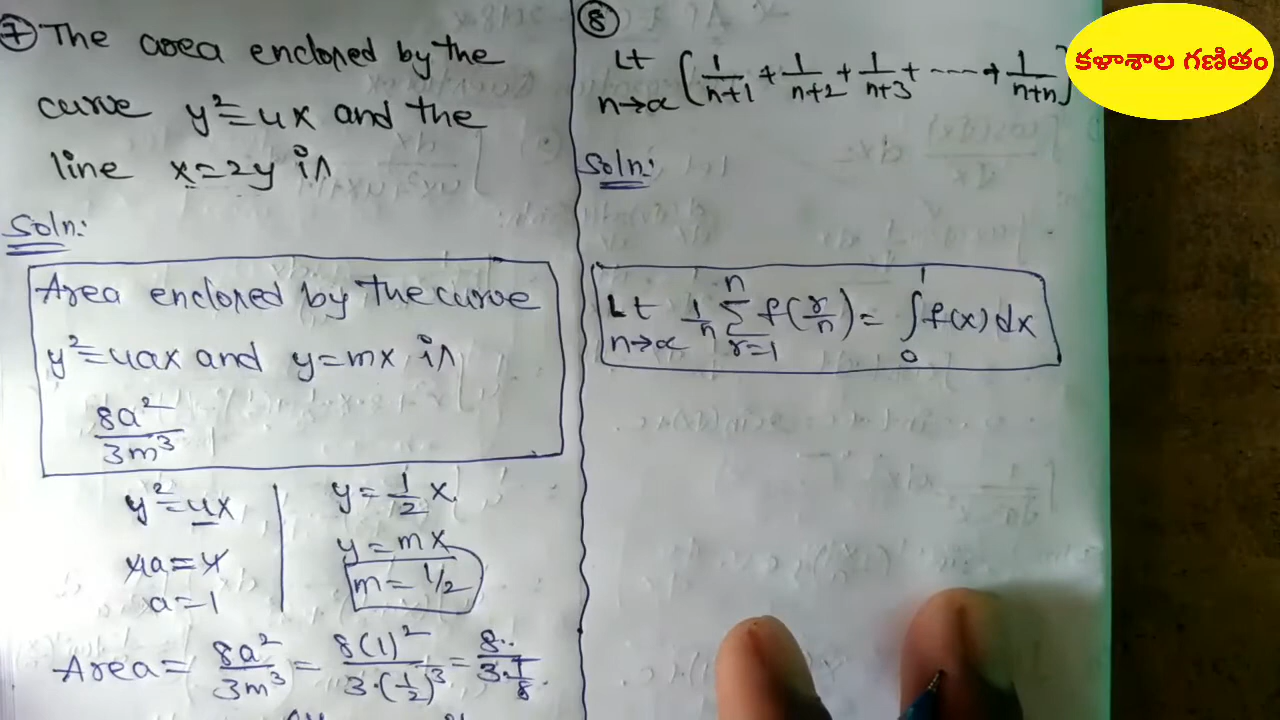 ⑦ The area enclosed by the
curve y²=4x and the
line x=2y is
Soln:
Area enclosed by the curve
y²=4ax and y=mx is
8a²/3m³
y²=4x
4a=4
a=1
y=1/2 x.
y=mx
m=1/2
Area = 8a²/3m³ = 8(1)²/3·(1/2)³ = 8/3·1/8.
⑧
Lt n→∝ [1/n+1 + 1/n+2 + 1/n+3 + ---- + 1/n+n]
Soln:
Lt n→∝ 1/n Σ r=1 n f(r/n) = ∫ 0 1 f(x) dx
కళాశాల గణితం